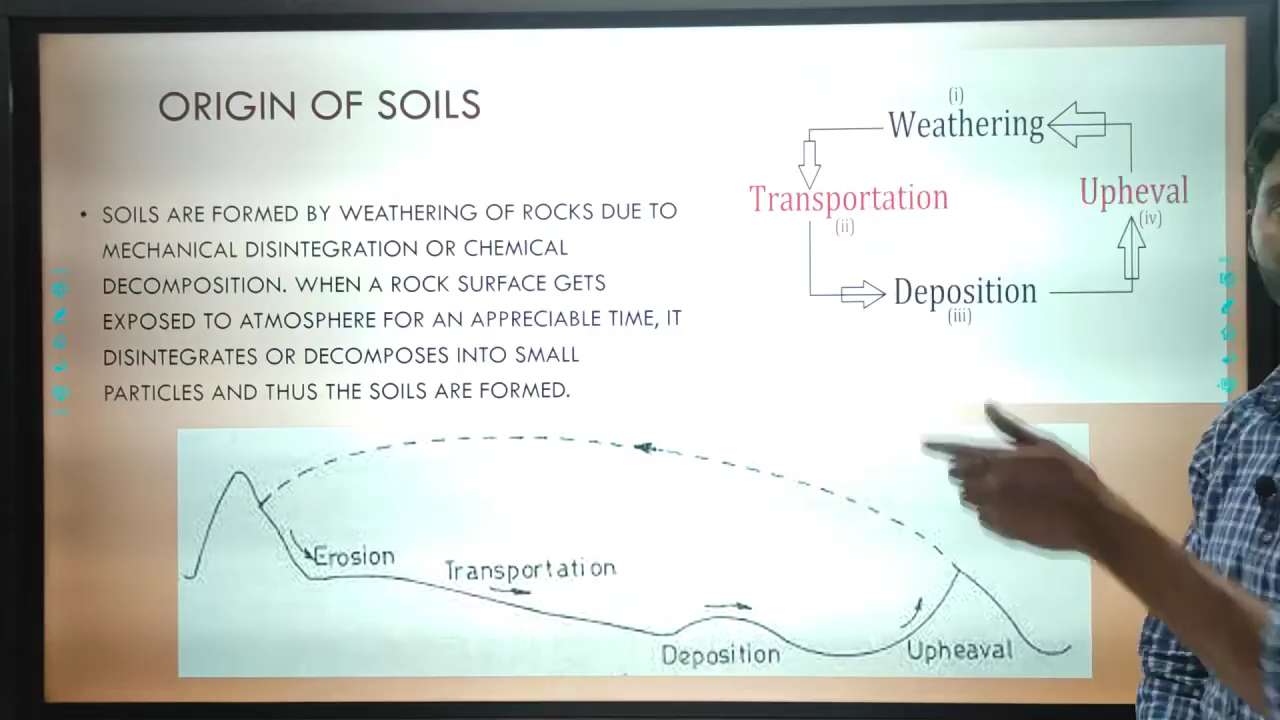 ORIGIN OF SOILS
• SOILS ARE FORMED BY WEATHERING OF ROCKS DUE TO
MECHANICAL DISINTEGRATION OR CHEMICAL
DECOMPOSITION. WHEN A ROCK SURFACE GETS
EXPOSED TO ATMOSPHERE FOR AN APPRECIABLE TIME, IT
DISINTEGRATES OR DECOMPOSES INTO SMALL
PARTICLES AND THUS THE SOILS ARE FORMED.
(i)
Weathering
Transportation
(ii)
Upheval
(iv)
Deposition
(iii)
Erosion
Transportation
Deposition
Upheaval